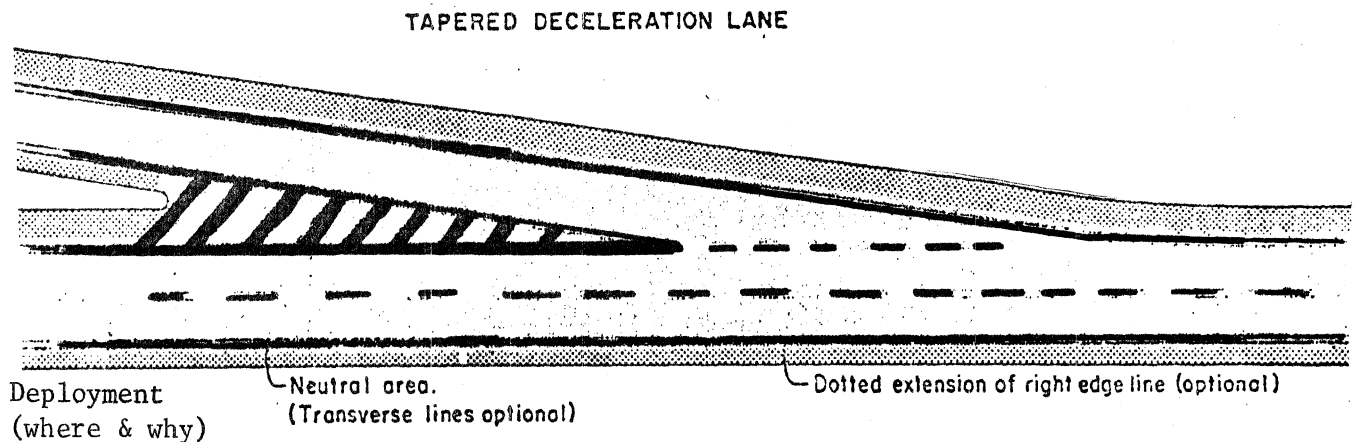 TAPERED DECELERATION LANE
Neutral area.
(Transverse lines optional)
Dotted extension of right edge line (optional)
Deployment
(where & why)